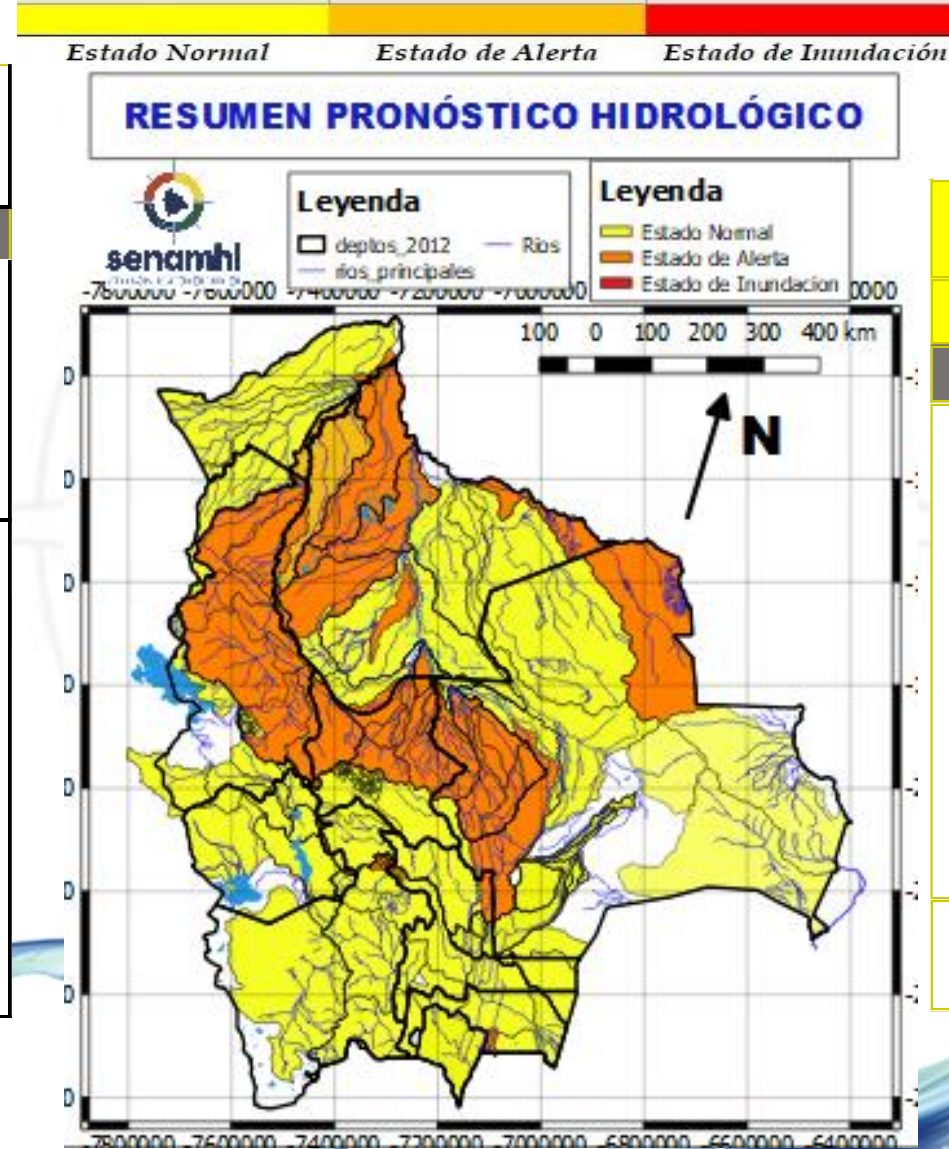 Estado Normal Estado de Alerta Estado de Inundación
RESUMEN PRONÓSTICO HIDROLÓGICO
senamhi
Leyenda
deptos_2012 Rios
rios_principales
Leyenda
Estado Normal
Estado de Alerta
Estado de Inundacion
-7800000 -7600000 -7400000 -7200000 -7000000 0000
100 0 100 200 300 400 km
N
-7800000 -7600000 -7400000 -7200000 -7000000 -6800000 -6600000 -6400000